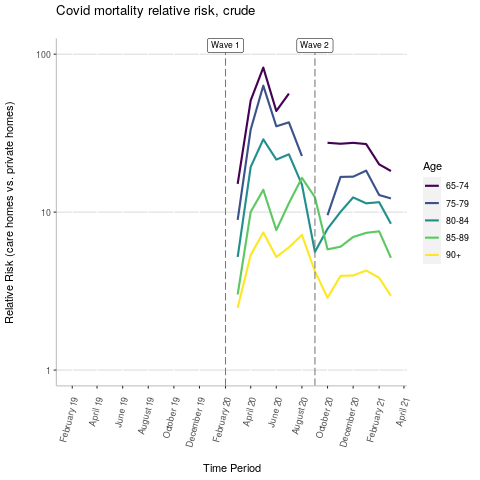 Covid mortality relative risk, crude
Wave 1
Wave 2
100
10
1
Relative Risk (care homes vs. private homes)
February 19
April 19
June 19
August 19
October 19
December 19
February 20
April 20
June 20
August 20
October 20
December 20
February 21
April 21
Time Period
Age
65-74
75-79
80-84
85-89
90+